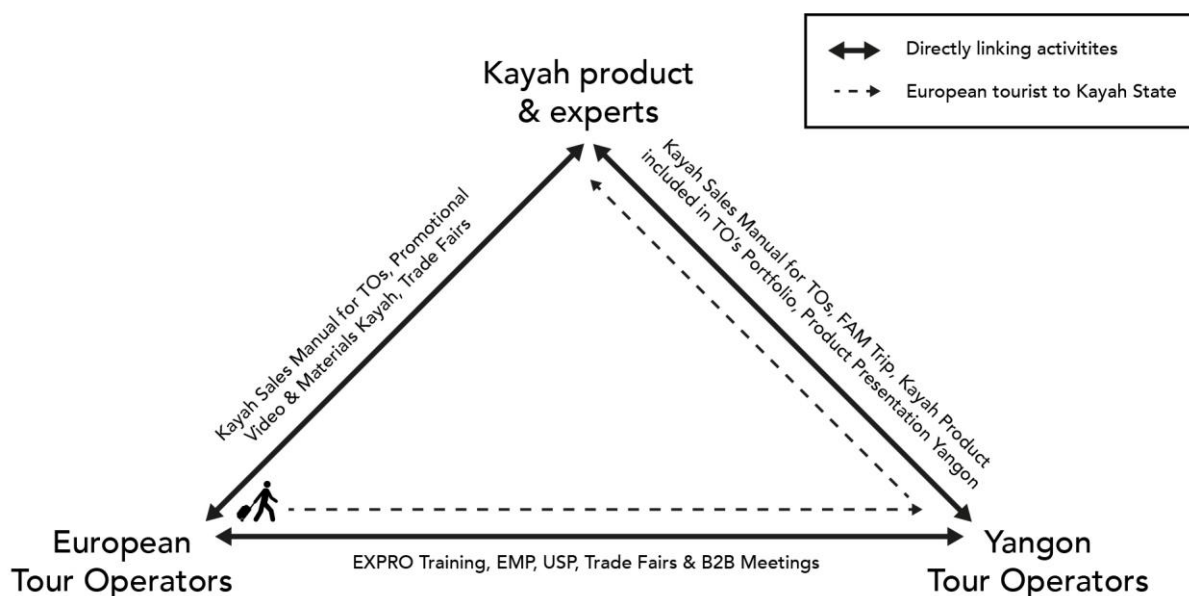 Directly linking activitites
European tourist to Kayah State
Kayah product
& experts
Kayah Sales Manual for TOs, Promotional
Video & Materials Kayah, Trade Fairs
Kayah Sales Manual for TOs, FAM Trip, Kayah Product
included in TO's Portfolio, Product Presentation Yangon
European
Tour Operators
EXPRO Training, EMP, USP, Trade Fairs & B2B Meetings
Yangon
Tour Operators